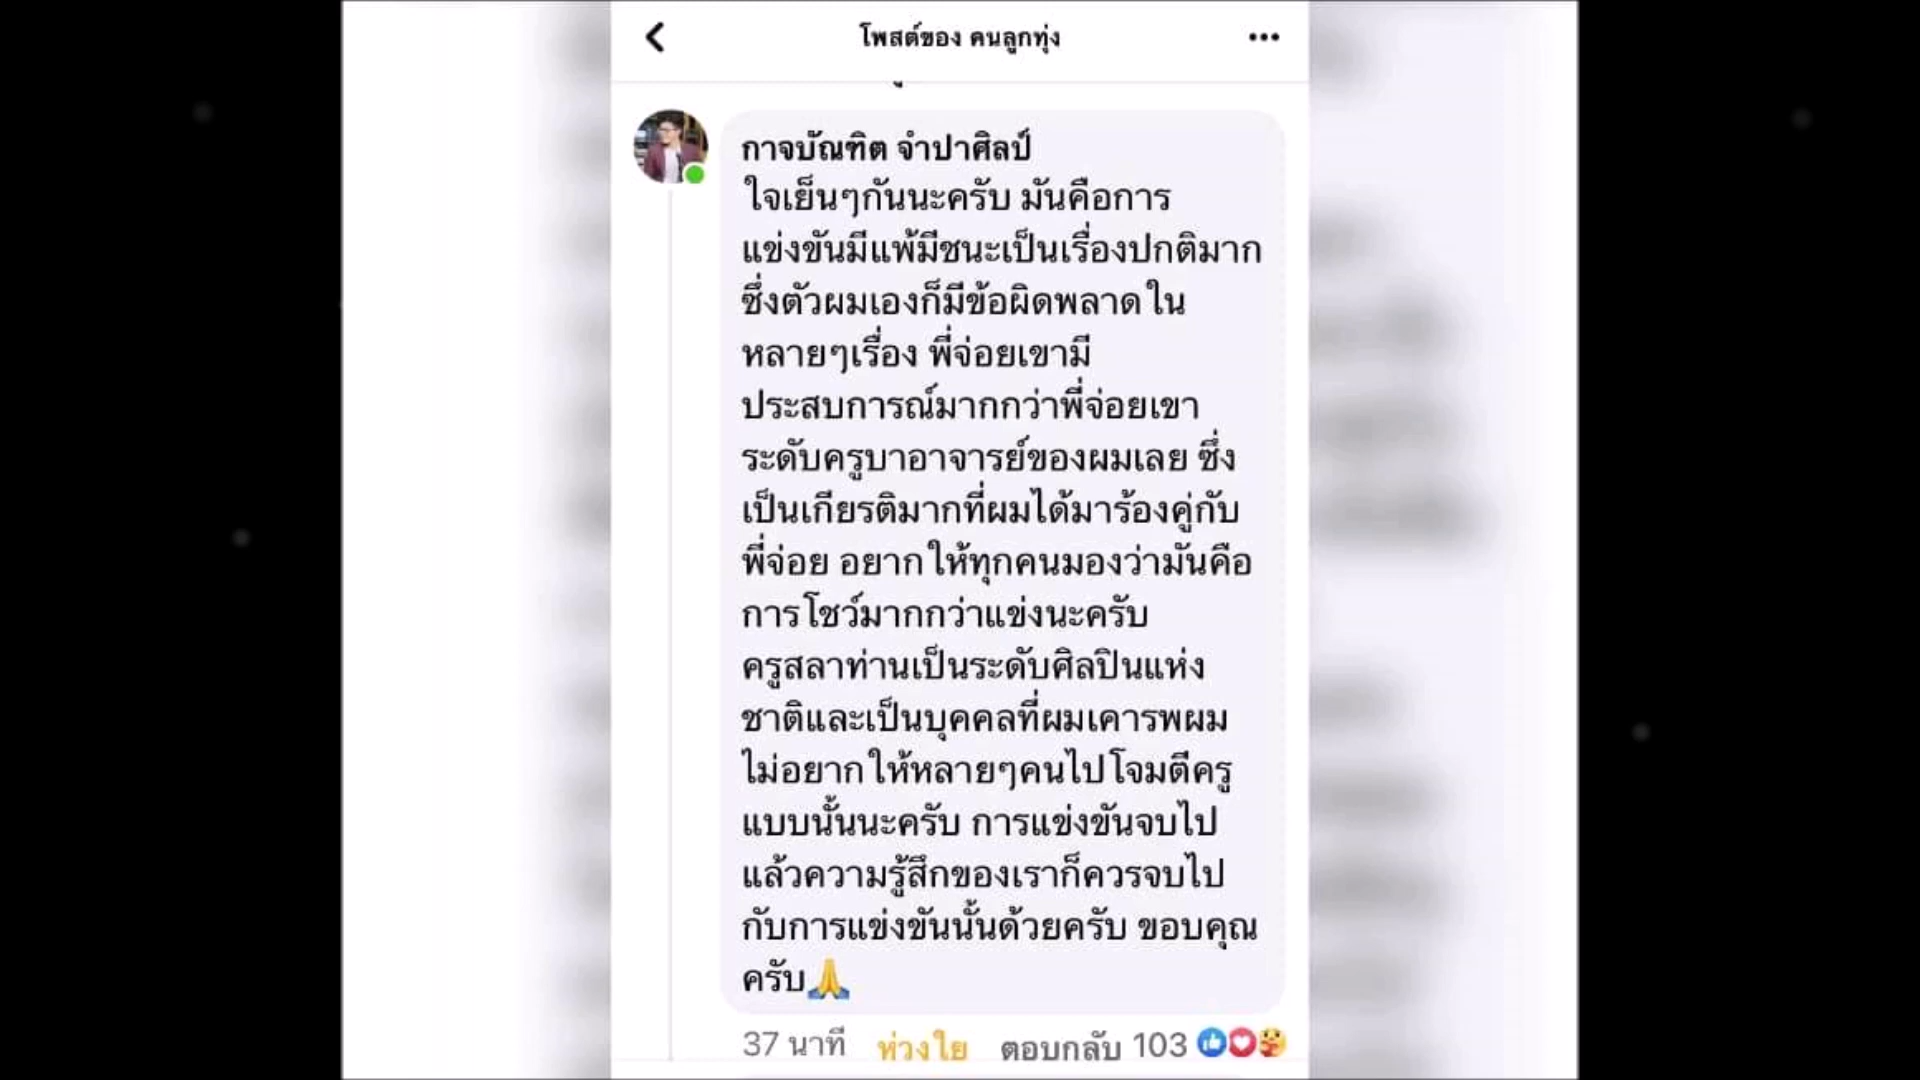 โพสต์ของ คนลูกทุ่ง
กาจบัณฑิต จำปาศิลป์
ใจเย็นๆกันนะครับ มันคือการ
แข่งขันมีแพ้มีชนะเป็นเรื่องปกติมาก
ซึ่งตัวผมเองก็มีข้อผิดพลาดใน
หลายๆเรื่อง พี่จ่อยเขามี
ประสบการณ์มากกว่าพี่จ่อยเขา
ระดับครูบาอาจารย์ของผมเลย ซึ่ง
เป็นเกียรติมากที่ผมได้มาร้องคู่กับ
พี่จ่อย อยากให้ทุกคนมองว่ามันคือ
การโชว์มากกว่าแข่งนะครับ
ครูสลาท่านเป็นระดับศิลปินแห่ง
ชาติและเป็นบุคคลที่ผมเคารพผม
ไม่อยากให้หลายๆคนไปโจมตีครู
แบบนั้นนะครับ การแข่งขันจบไป
แล้วความรู้สึกของเราก็ควรจบไป
กับการแข่งขันนั้นด้วยครับ ขอบคุณ
ครับ🙏
37 นาที ห่วงใย ตอบกลับ 103